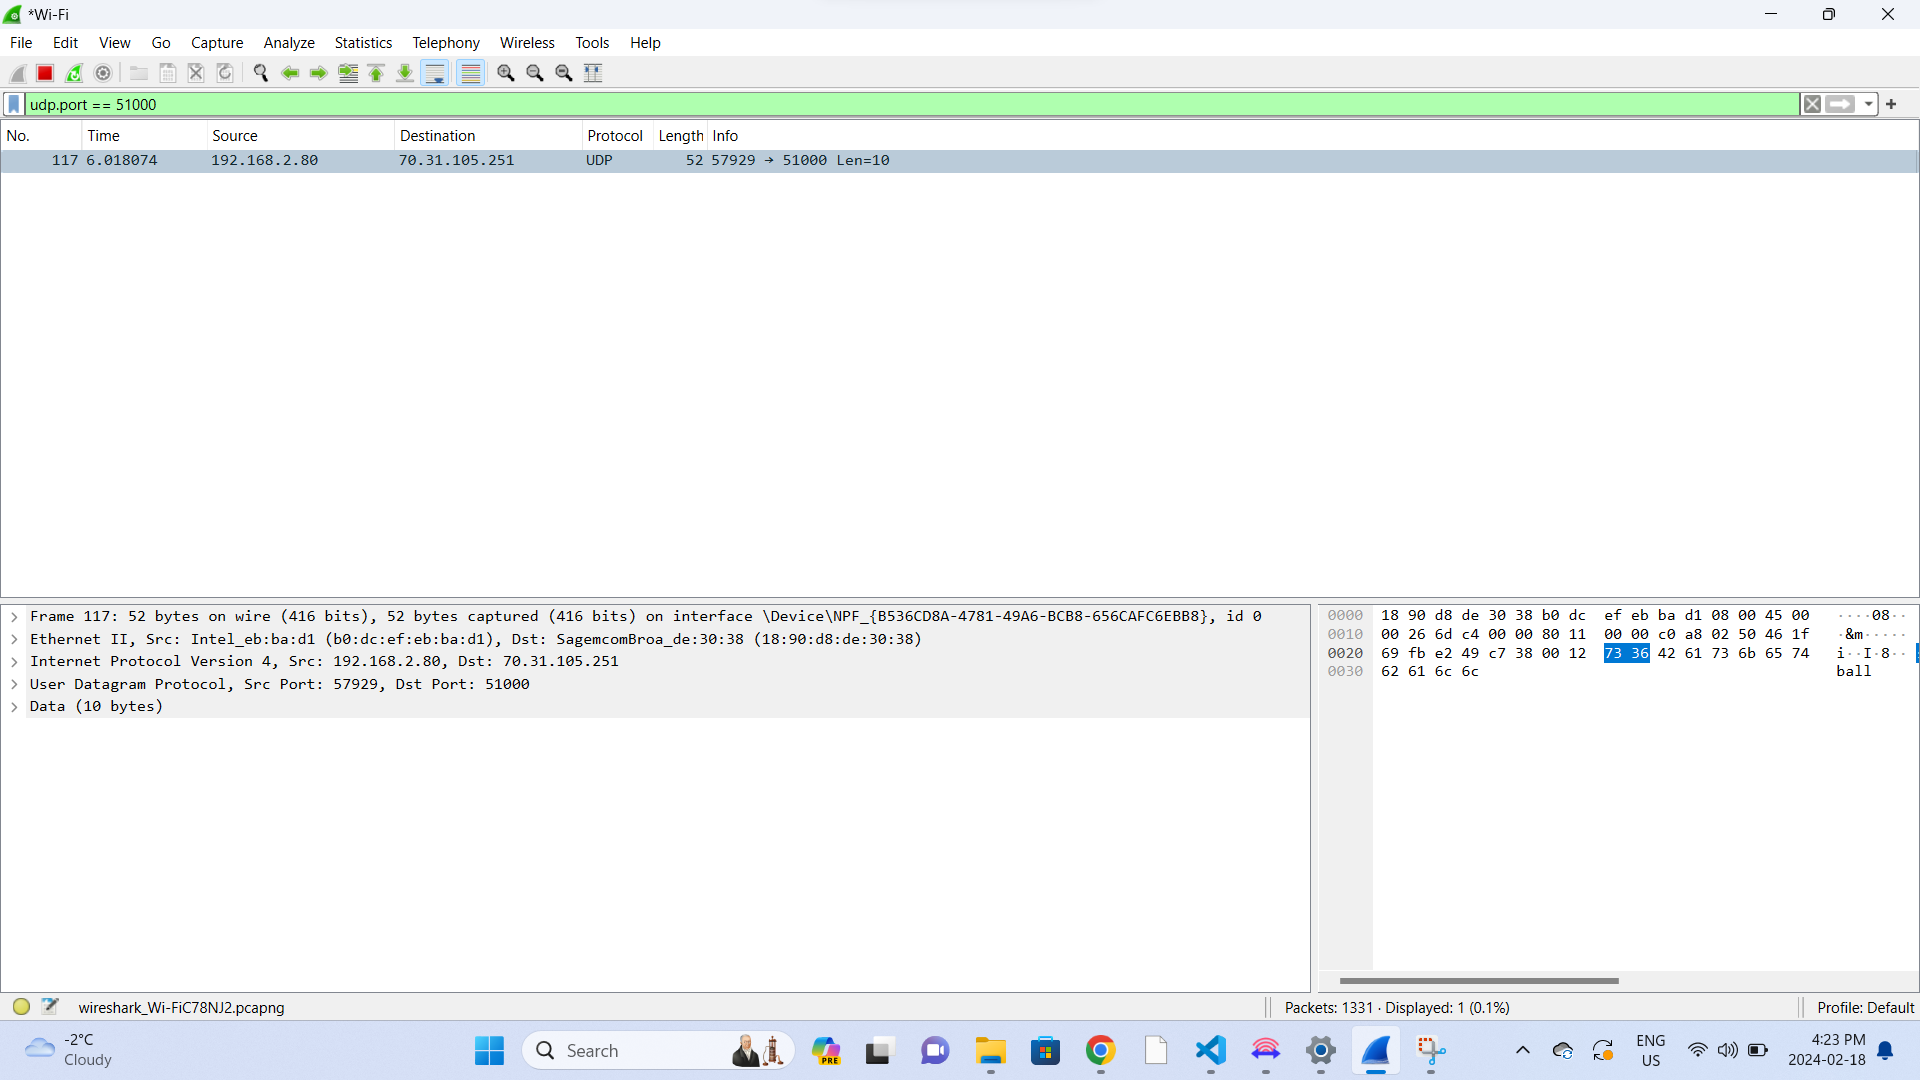 *Wi-Fi
File Edit View Go Capture Analyze Statistics Telephony Wireless Tools Help
udp.port == 51000
No. Time Source Destination Protocol Length Info
117 6.018074 192.168.2.80 70.31.105.251 UDP 52 57929 → 51000 Len=10
Frame 117: 52 bytes on wire (416 bits), 52 bytes captured (416 bits) on interface \Device\NPF_{B536CD8A-4781-49A6-BCB8-656CAFC6EBB8}, id 0
Ethernet II, Src: Intel_eb:ba:d1 (b0:dc:ef:eb:ba:d1), Dst: SagemcomBroa_de:30:38 (18:90:d8:de:30:38)
Internet Protocol Version 4, Src: 192.168.2.80, Dst: 70.31.105.251
User Datagram Protocol, Src Port: 57929, Dst Port: 51000
Data (10 bytes)
0000 18 90 d8 de 30 38 b0 dc ef eb ba d1 08 00 45 00 ····08··
0010 00 26 6d c4 00 00 80 11 00 00 c0 a8 02 50 46 1f ·&m·····
0020 69 fb e2 49 c7 38 00 12 73 36 42 61 73 6b 65 74 i··I·8··
0030 62 61 6c 6c ball
wireshark_Wi-FiC78NJ2.pcapng
Packets: 1331 · Displayed: 1 (0.1%)
Profile: Default
-2°C
Cloudy
Search
PRE
ENG
US
4:23 PM
2024-02-18